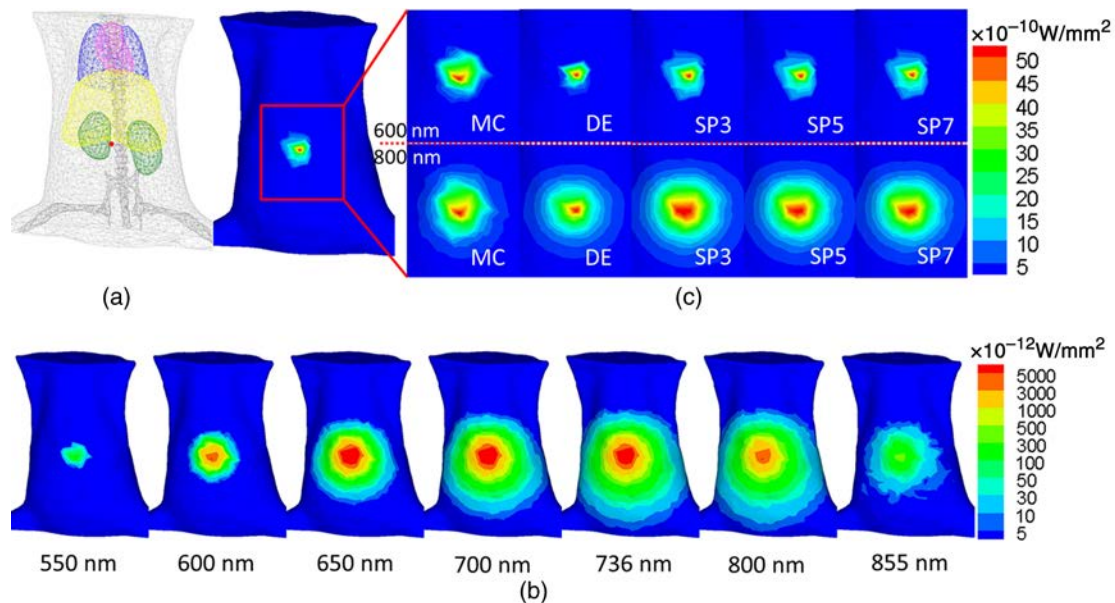 ×10⁻¹⁰W/mm²
50
45
40
35
30
25
20
15
10
5
600 nm
800 nm
MC DE SP3 SP5 SP7
MC DE SP3 SP5 SP7
(a)
(c)
×10⁻¹²W/mm²
5000
3000
1000
500
300
100
50
30
10
5
550 nm 600 nm 650 nm 700 nm 736 nm 800 nm 855 nm
(b)